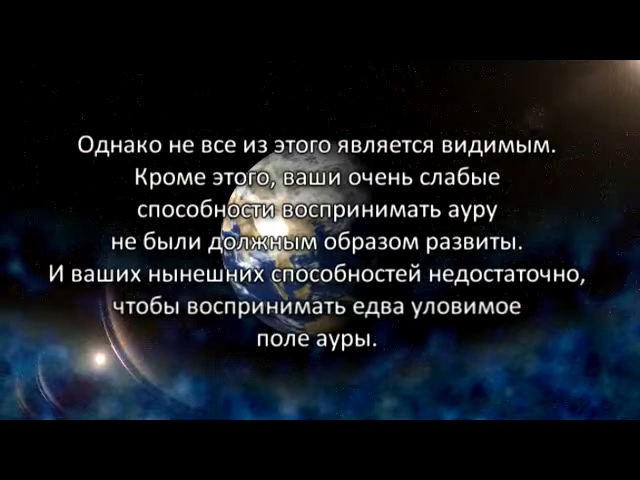 Однако не все из этого является видимым.
Кроме этого, ваши очень слабые
способности воспринимать ауру
не были должным образом развиты.
И ваших нынешних способностей недостаточно,
чтобы воспринимать едва уловимое
поле ауры.